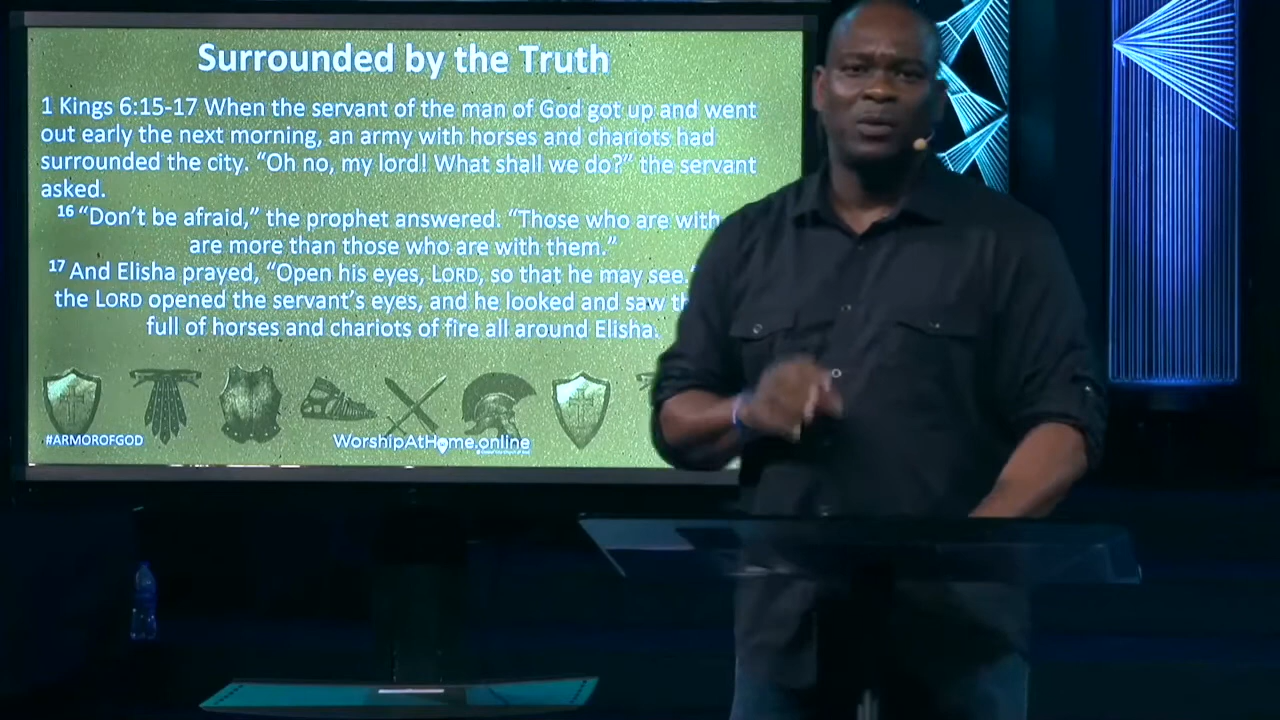 Surrounded by the Truth
1 Kings 6:15-17 When the servant of the man of God got up and went
out early the next morning, an army with horses and chariots had
surrounded the city. “Oh no, my lord! What shall we do?” the servant
asked.
16 “Don’t be afraid,” the prophet answered. “Those who are with
are more than those who are with them.”
17 And Elisha prayed, “Open his eyes, LORD, so that he may see.”
the LORD opened the servant’s eyes, and he looked and saw
full of horses and chariots of fire all around Elisha.
#ARMOROFGOD
WorshipAtHome.online